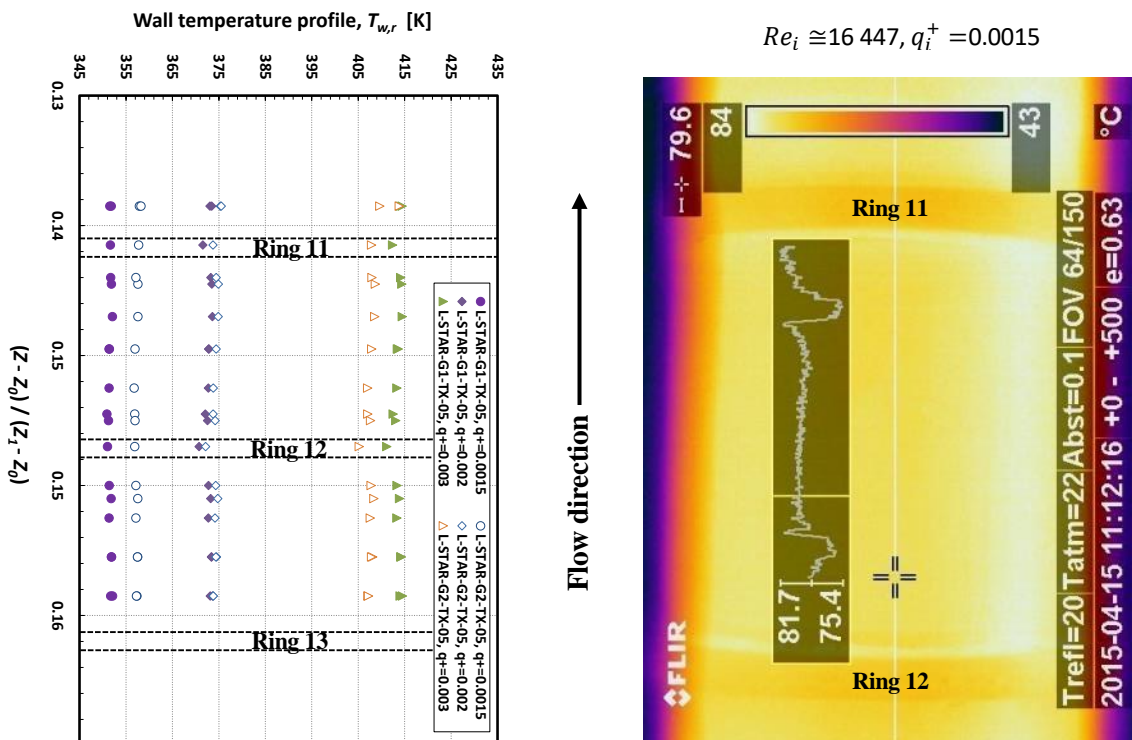 Wall temperature profile, T_{w,r} [K]
345 355 365 375 385 395 405 415 425 435
0.13
0.14
0.15
0.15
0.16
(Z - Z₀) / (Z₁ - Z₀)
Ring 11
Ring 12
Ring 13
L-STAR-G1-TX-05, q+=0.0015
L-STAR-G1-TX-05, q+=0.002
L-STAR-G1-TX-05, q+=0.003
L-STAR-G2-TX-05, q+=0.0015
L-STAR-G2-TX-05, q+=0.002
L-STAR-G2-TX-05, q+=0.003
Flow direction
Re_i ≅16 447, q_i^+ =0.0015
79.6
84
43
°C
Ring 11
81.7
75.4
Ring 12
FLIR
Trefl=20 Tatm=22 Abst=0.1 FOV 64/150
2015-04-15 11:12:16 +0 - +500 e=0.63